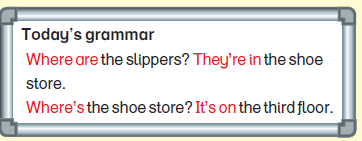 Today's grammar
Where are the slippers? They're in the shoe
store.
Where's the shoe store? It's on the third floor.